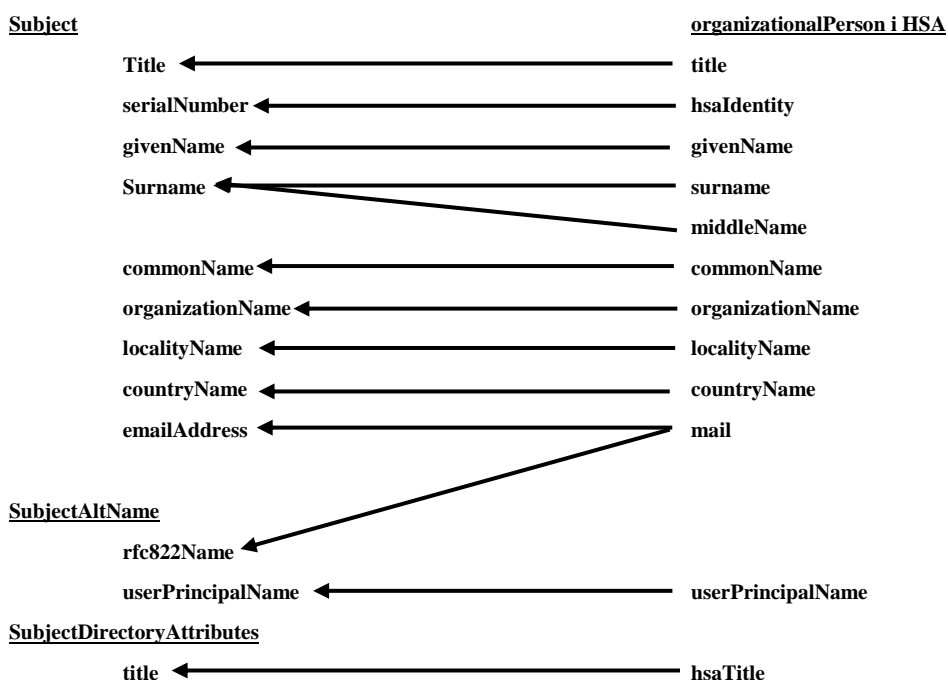 Subject organizationalPerson i HSA
Title title
serialNumber hsaIdentity
givenName givenName
Surname surname
middleName
commonName commonName
organizationName organizationName
localityName localityName
countryName countryName
emailAddress mail
SubjectAltName
rfc822Name
userPrincipalName userPrincipalName
SubjectDirectoryAttributes
title hsaTitle